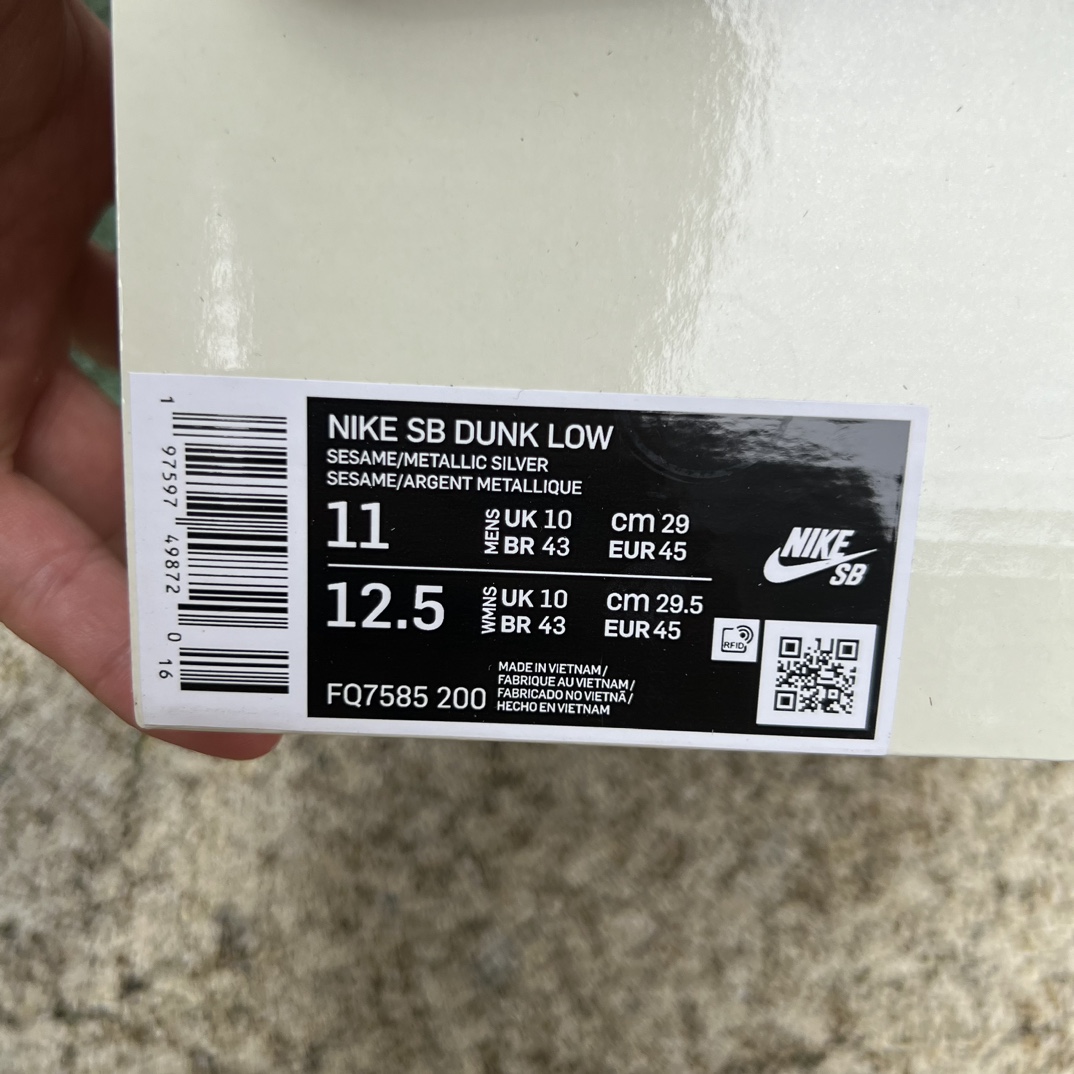 NIKE SB DUNK LOW
SESAME/METALLIC SILVER
SESAME/ARGENT METALLIQUE
11 MENS UK 10 cm 29
BR 43 EUR 45
12.5 WMNS UK 10 cm 29.5
BR 43 EUR 45
FQ7585 200
MADE IN VIETNAM/
FABRIQUE AU VIETNAM/
FABRICADO NO VIETNÃ/
HECHO EN VIETNAM
NIKE
SB
RFID
1 97597 49872 0 16